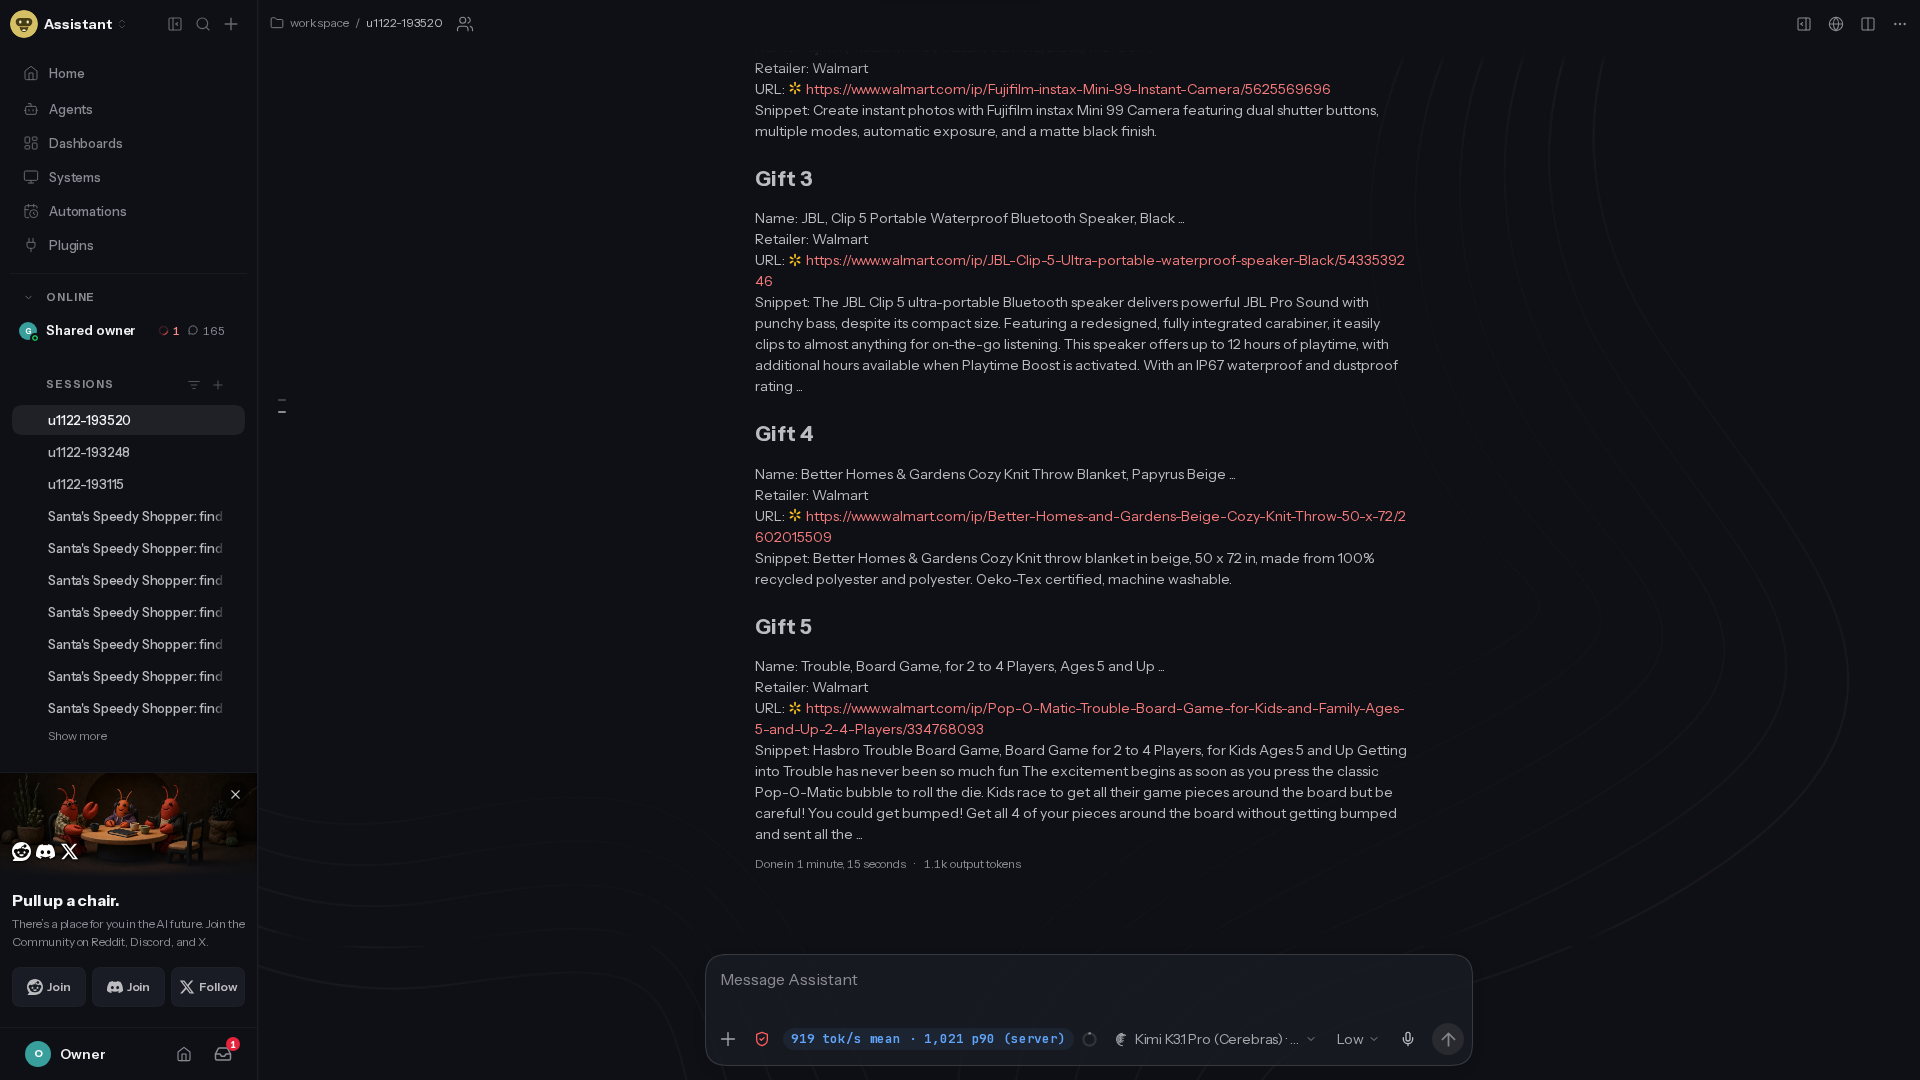 Assistant
workspace / u1122-193520
Home
Agents
Dashboards
Systems
Automations
Plugins
ONLINE
G Shared owner 1 165
SESSIONS
u1122-193520
u1122-193248
u1122-193115
Santa's Speedy Shopper: find
Santa's Speedy Shopper: find
Santa's Speedy Shopper: find
Santa's Speedy Shopper: find
Santa's Speedy Shopper: find
Santa's Speedy Shopper: find
Santa's Speedy Shopper: find
Show more
Pull up a chair.
There's a place for you in the AI future. Join the
Community on Reddit, Discord, and X.
Join Join Follow
O Owner 1
Retailer: Walmart
URL: https://www.walmart.com/ip/Fujifilm-instax-Mini-99-Instant-Camera/5625569696
Snippet: Create instant photos with Fujifilm instax Mini 99 Camera featuring dual shutter buttons,
multiple modes, automatic exposure, and a matte black finish.
Gift 3
Name: JBL, Clip 5 Portable Waterproof Bluetooth Speaker, Black ...
Retailer: Walmart
URL: https://www.walmart.com/ip/JBL-Clip-5-Ultra-portable-waterproof-speaker-Black/54335392
46
Snippet: The JBL Clip 5 ultra-portable Bluetooth speaker delivers powerful JBL Pro Sound with
punchy bass, despite its compact size. Featuring a redesigned, fully integrated carabiner, it easily
clips to almost anything for on-the-go listening. This speaker offers up to 12 hours of playtime, with
additional hours available when Playtime Boost is activated. With an IP67 waterproof and dustproof
rating ...
Gift 4
Name: Better Homes & Gardens Cozy Knit Throw Blanket, Papyrus Beige ...
Retailer: Walmart
URL: https://www.walmart.com/ip/Better-Homes-and-Gardens-Beige-Cozy-Knit-Throw-50-x-72/2
602015509
Snippet: Better Homes & Gardens Cozy Knit throw blanket in beige, 50 x 72 in, made from 100%
recycled polyester and polyester. Oeko-Tex certified, machine washable.
Gift 5
Name: Trouble, Board Game, for 2 to 4 Players, Ages 5 and Up ...
Retailer: Walmart
URL: https://www.walmart.com/ip/Pop-O-Matic-Trouble-Board-Game-for-Kids-and-Family-Ages-
5-and-Up-2-4-Players/334768093
Snippet: Hasbro Trouble Board Game, Board Game for 2 to 4 Players, for Kids Ages 5 and Up Getting
into Trouble has never been so much fun The excitement begins as soon as you press the classic
Pop-O-Matic bubble to roll the die. Kids race to get all their game pieces around the board but be
careful! You could get bumped! Get all 4 of your pieces around the board without getting bumped
and sent all the ...
Done in 1 minute, 15 seconds · 1.1k output tokens
Message Assistant
919 tok/s mean · 1,021 p90 (server) Kimi K3.1 Pro (Cerebras) · ... Low